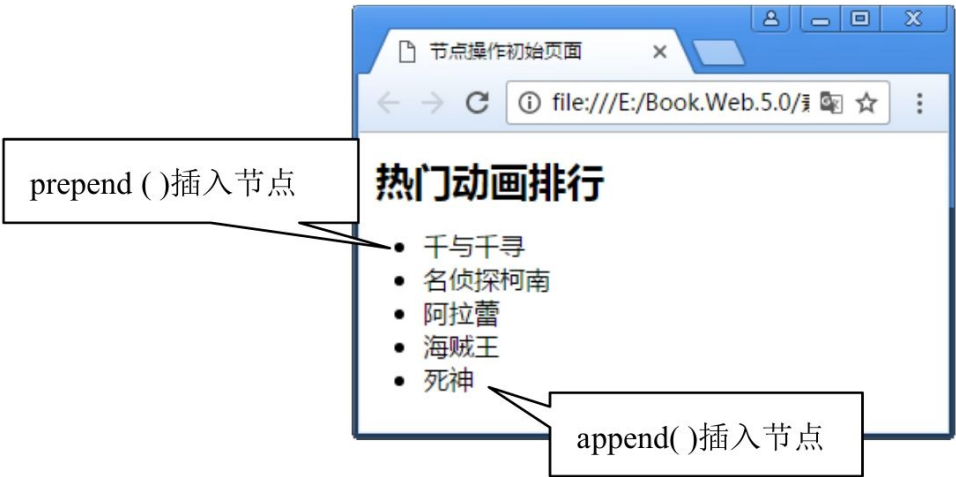 节点操作初始页面
file:///E:/Book.Web.5.0/
prepend ( )插入节点
热门动画排行
千与千寻
名侦探柯南
阿拉蕾
海贼王
死神
append( )插入节点